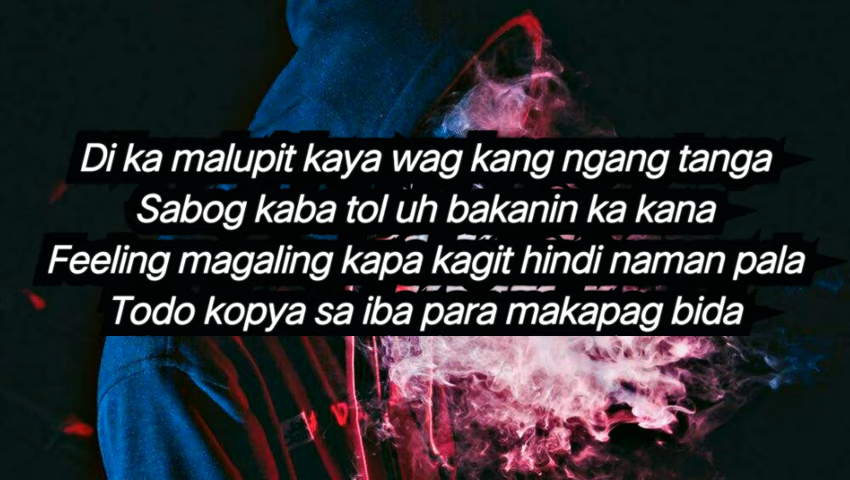 Di ka malupit kaya wag kang ngang tanga
Sabog kaba tol uh bakanin ka kana
Feeling magaling kapa kagit hindi naman pala
Todo kopya sa iba para makapag bida